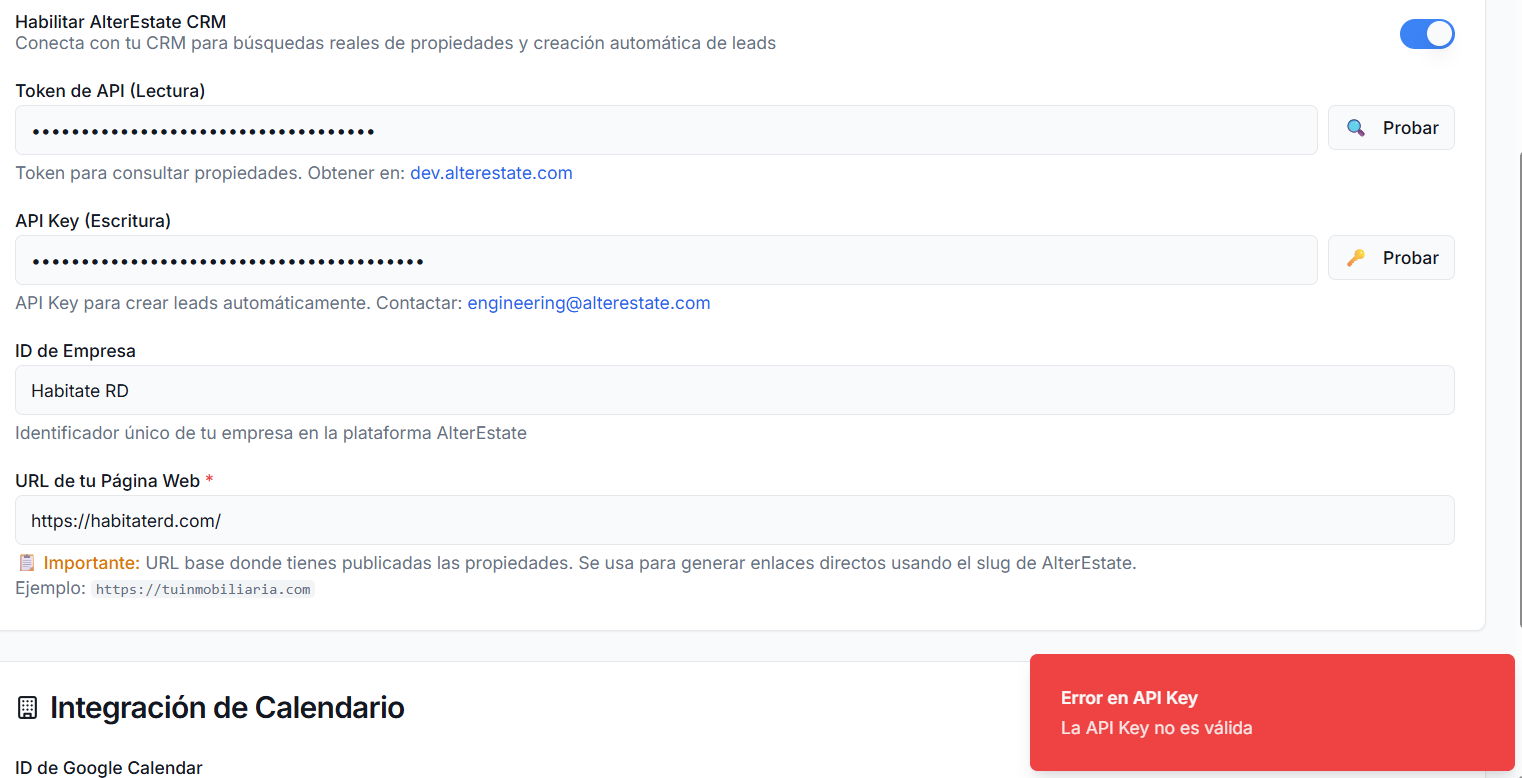 Habilitar AlterEstate CRM
Conecta con tu CRM para búsquedas reales de propiedades y creación automática de leads
Token de API (Lectura)
•••••••••••••••••••••••••••••••••••
Probar
Token para consultar propiedades. Obtener en: dev.alterestate.com
API Key (Escritura)
••••••••••••••••••••••••••••••••••••••••
Probar
API Key para crear leads automáticamente. Contactar: engineering@alterestate.com
ID de Empresa
Habitate RD
Identificador único de tu empresa en la plataforma AlterEstate
URL de tu Página Web *
https://habitaterd.com/
Importante: URL base donde tienes publicadas las propiedades. Se usa para generar enlaces directos usando el slug de AlterEstate.
Ejemplo: https://tuinmobiliaria.com
Integración de Calendario
ID de Google Calendar
Error en API Key
La API Key no es válida